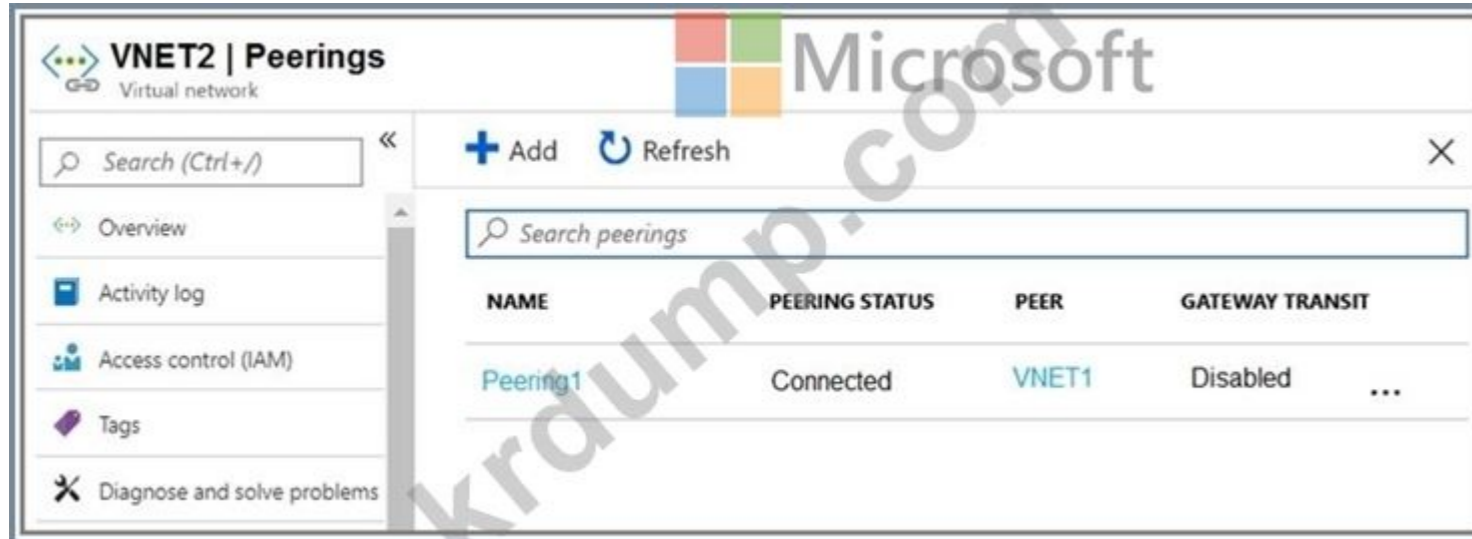 VNET2 | Peerings
Virtual network
Microsoft
Search (Ctrl+/)
«
Add
Refresh
Overview
Search peerings
Activity log
NAME PEERING STATUS PEER GATEWAY TRANSIT
Access control (IAM)
Peering1 Connected VNET1 Disabled ...
Tags
Diagnose and solve problems
krdump.com